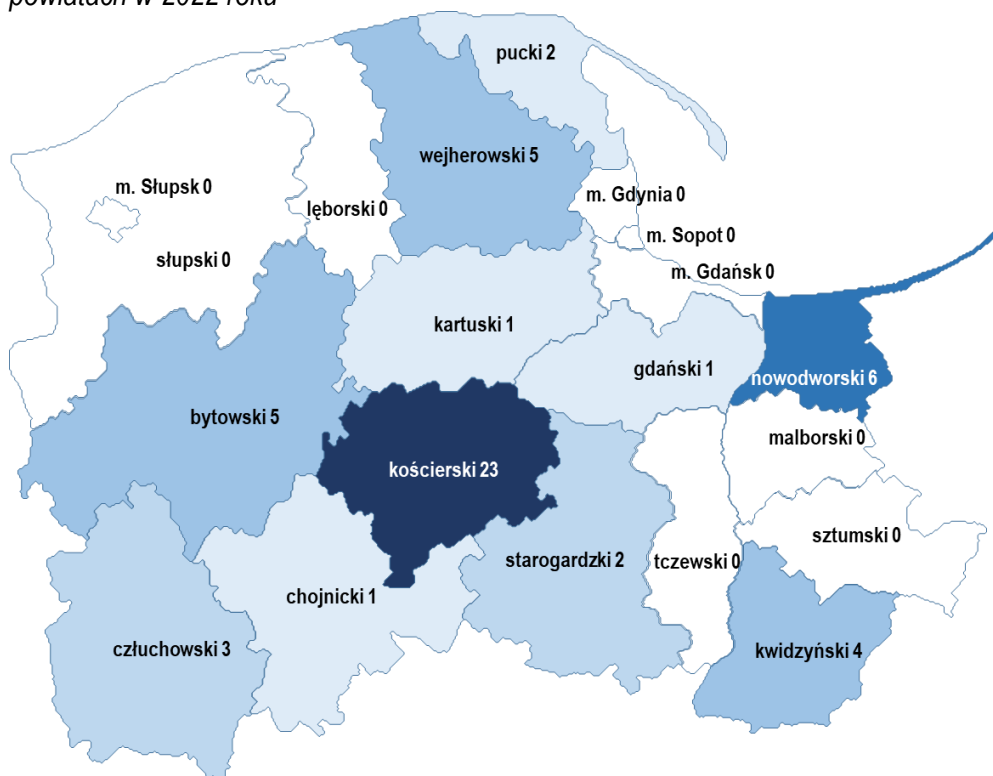 powiatach w 2022 roku
pucki 2
wejherowski 5
m. Słupsk 0
m. Gdynia 0
lęborski 0
m. Sopot 0
słupski 0
m. Gdańsk 0
kartuski 1
gdański 1
nowodworski 6
bytowski 5
malborski 0
kościerski 23
sztumski 0
starogardzki 2
tczewski 0
chojnicki 1
człuchowski 3
kwidzyński 4